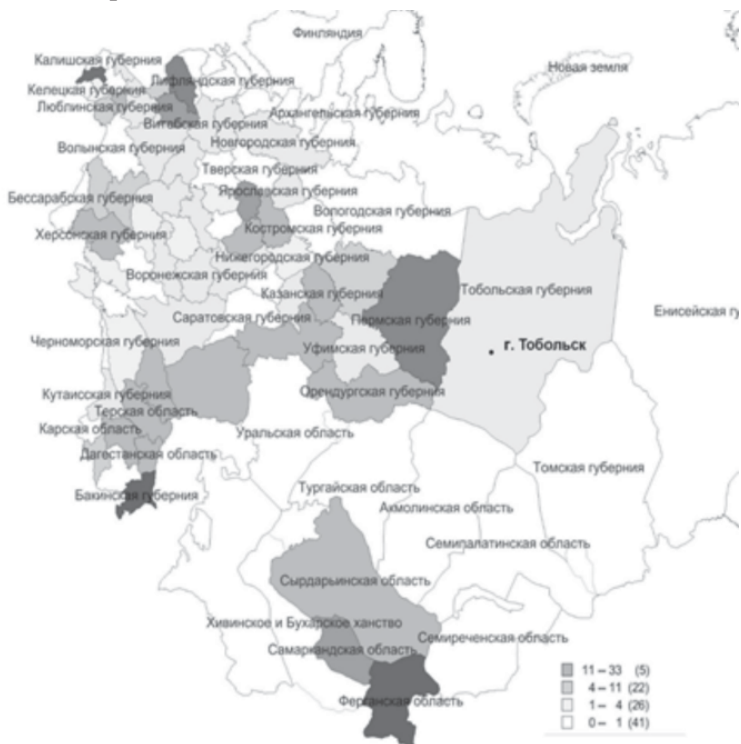 Финляндия
Калишская губерния
Новая земля
Лифляндская губерния
Келецкая губерния
Люблинская губерния
Архангельская губерния
Витабская губерния
Новгородская губерния
Волынская губерния
Тверская губерния
Ярославская губерния
Бессарабская губерния
Вологодская губерния
Херсонская губерния
Костромская губерния
Нижегородская губерния
Воронежская губерния
Тобольская губерния
Казанская губерния
Енисейская гу
Саратовская губерния
Пермская губерния
Черноморская губерния
г. Тобольск
Уфимская губерния
Кутаисская губерния
Орендургская губерния
Терская область
Карская область
Уральская область
Дагестанская область
Томская губерния
Бакинская губерния
Тургайская область
Акмолинская область
Семипалатинская область
Сырдарьинская область
Хивинское и Бухарское ханство
Семиреченская область
Самаркандская область
Ферганская область
11 – 33 (5)
4 – 11 (22)
1 – 4 (26)
0 – 1 (41)